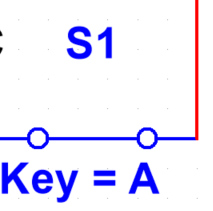 S1
Key = A